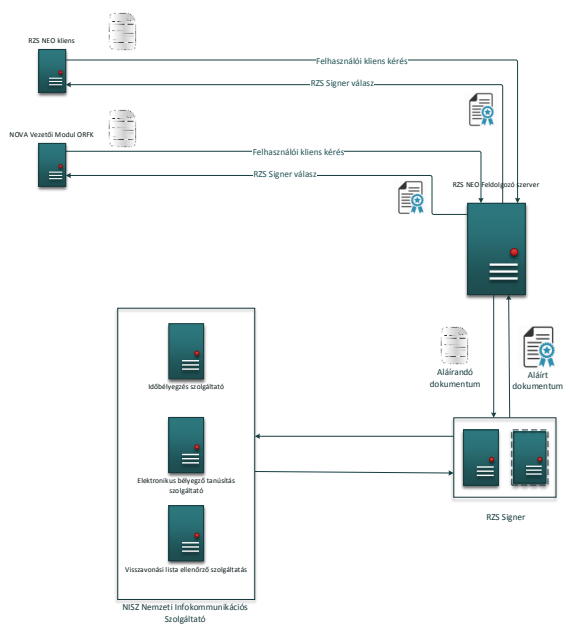 RZS NEO kliens
Felhasználói kliens kérés
RZS Signer válasz
NOVA Vezetői Modul ORFK
Felhasználói kliens kérés
RZS Signer válasz
RZS NEO Feldolgozó szerver
Aláírandó
dokumentum
Aláírt
dokumentum
Időbélyegzés szolgáltató
Elektronikus bélyegző tanúsítás
szolgáltató
Visszavonási lista ellenőrző szolgáltatás
RZS Signer
NISZ Nemzeti Infokommunikációs
Szolgáltató